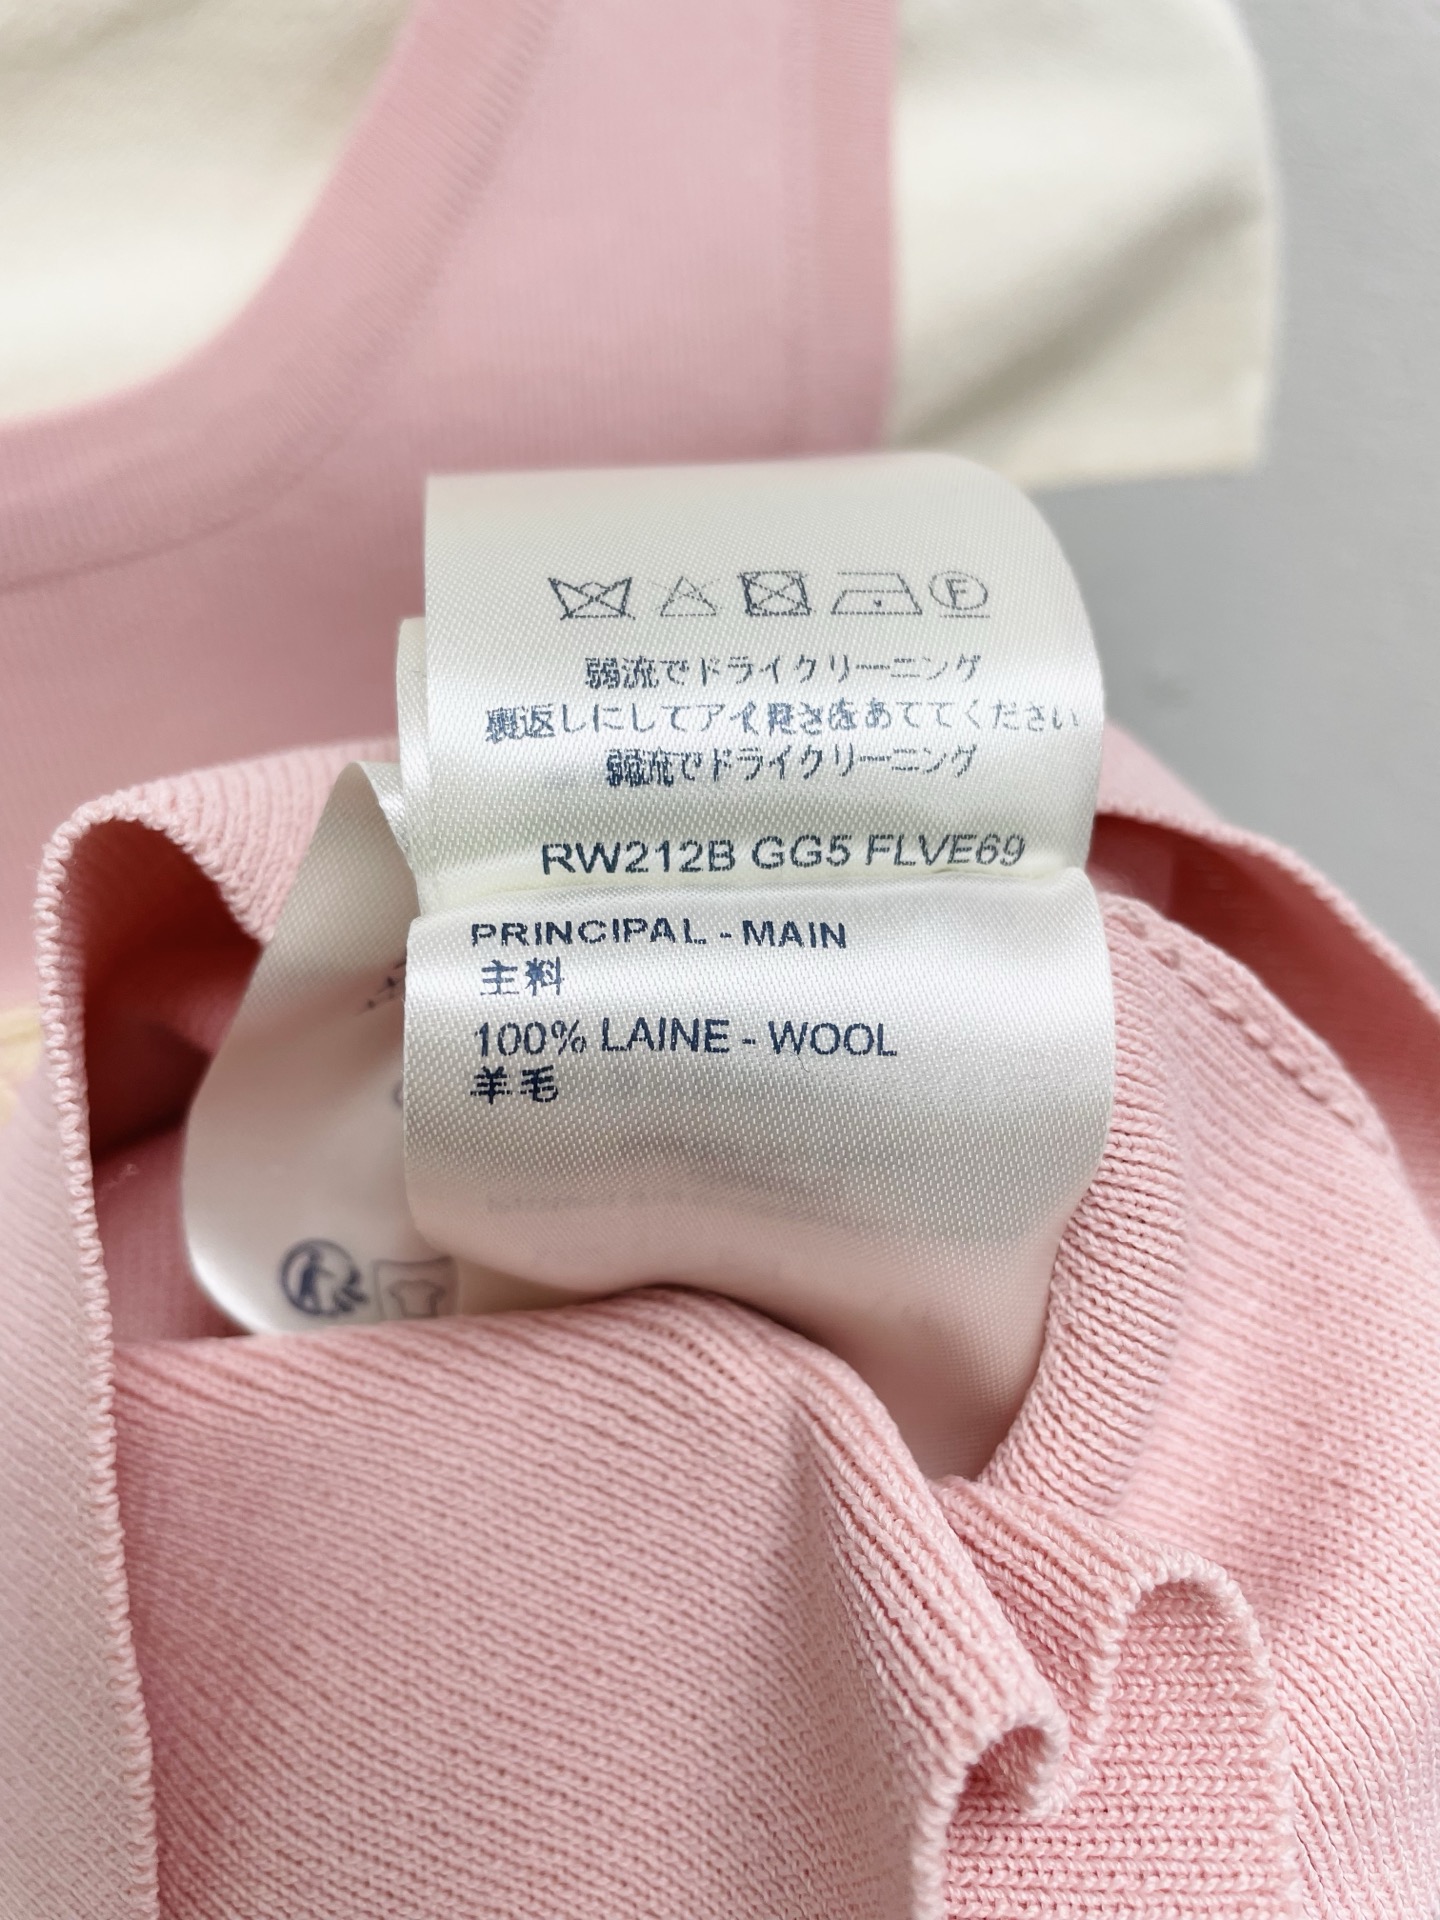 F
弱流でドライクリーニング
裏返しにしてアイ をあててください
弱流でドライクリーニング
RW212B GG5 FLVE69
PRINCIPAL - MAIN
主料
100% LAINE - WOOL
羊毛